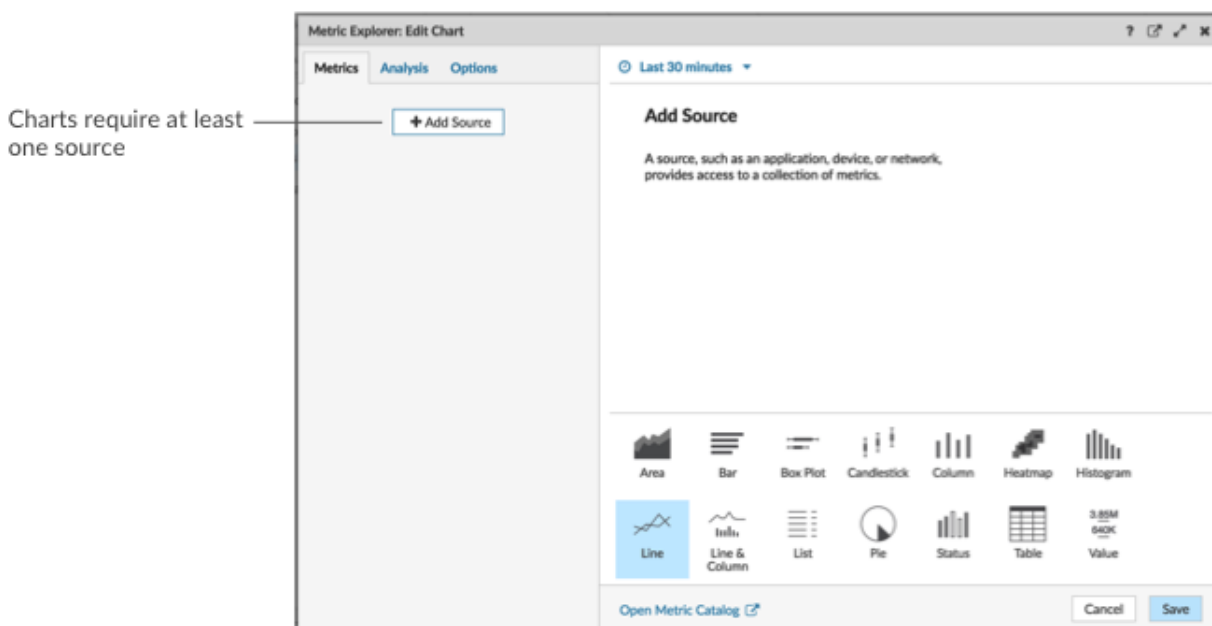 Metric Explorer: Edit Chart
?
Metrics Analysis Options
Last 30 minutes
Charts require at least
one source
+ Add Source
Add Source
A source, such as an application, device, or network,
provides access to a collection of metrics.
Area Bar Box Plot Candlestick Column Heatmap Histogram
3.85M
640K
Line Line & List Pie Status Table Value
Column
Open Metric Catalog
Cancel Save